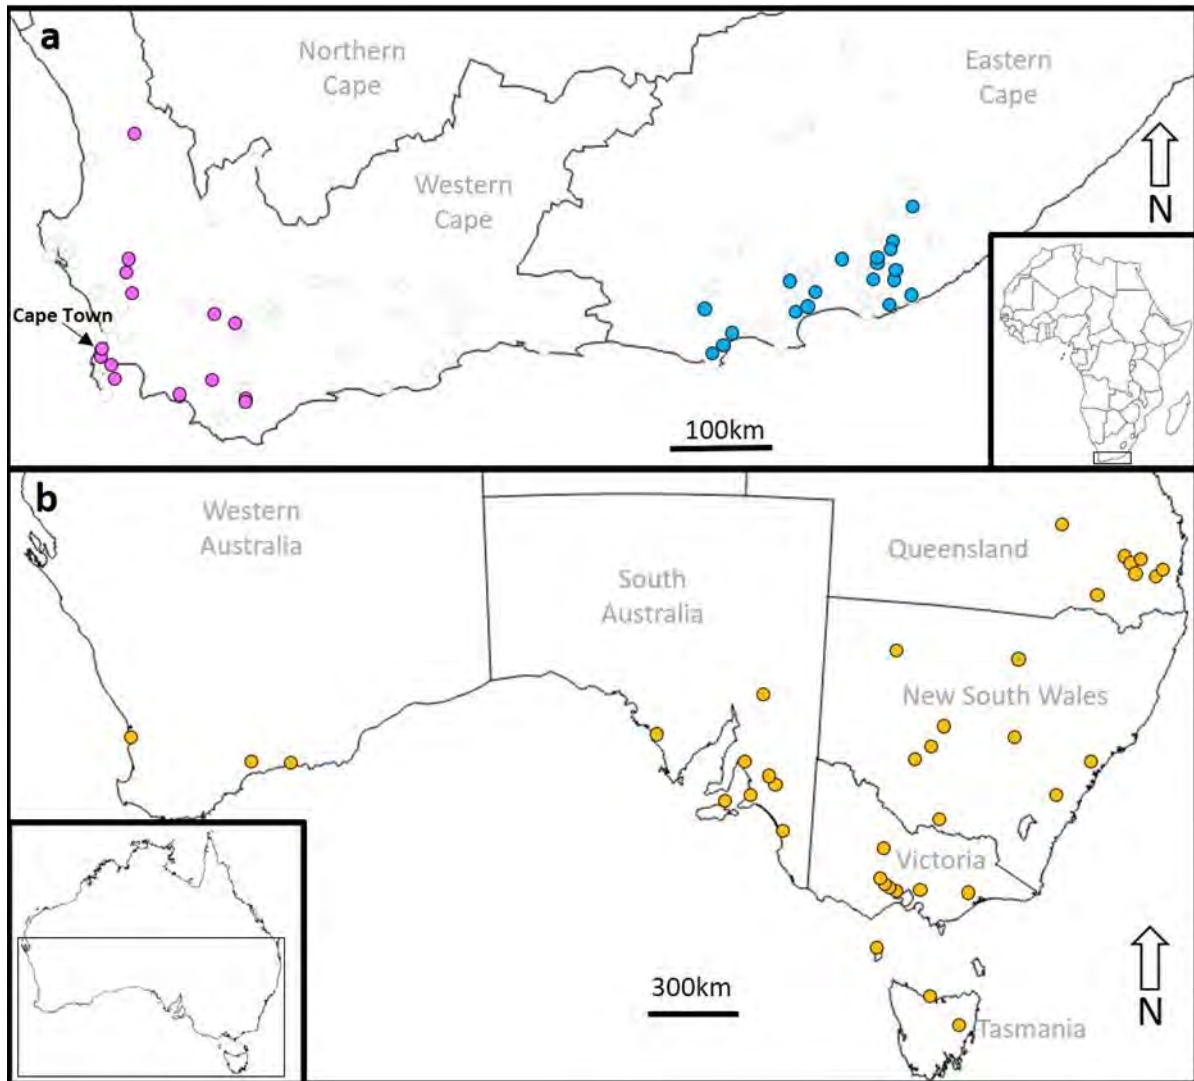 a
Northern
Cape
Eastern
Cape
Western
Cape
N
Cape Town
100km
b
Western
Australia
Queensland
South
Australia
New South Wales
Victoria
300km
N
Tasmania